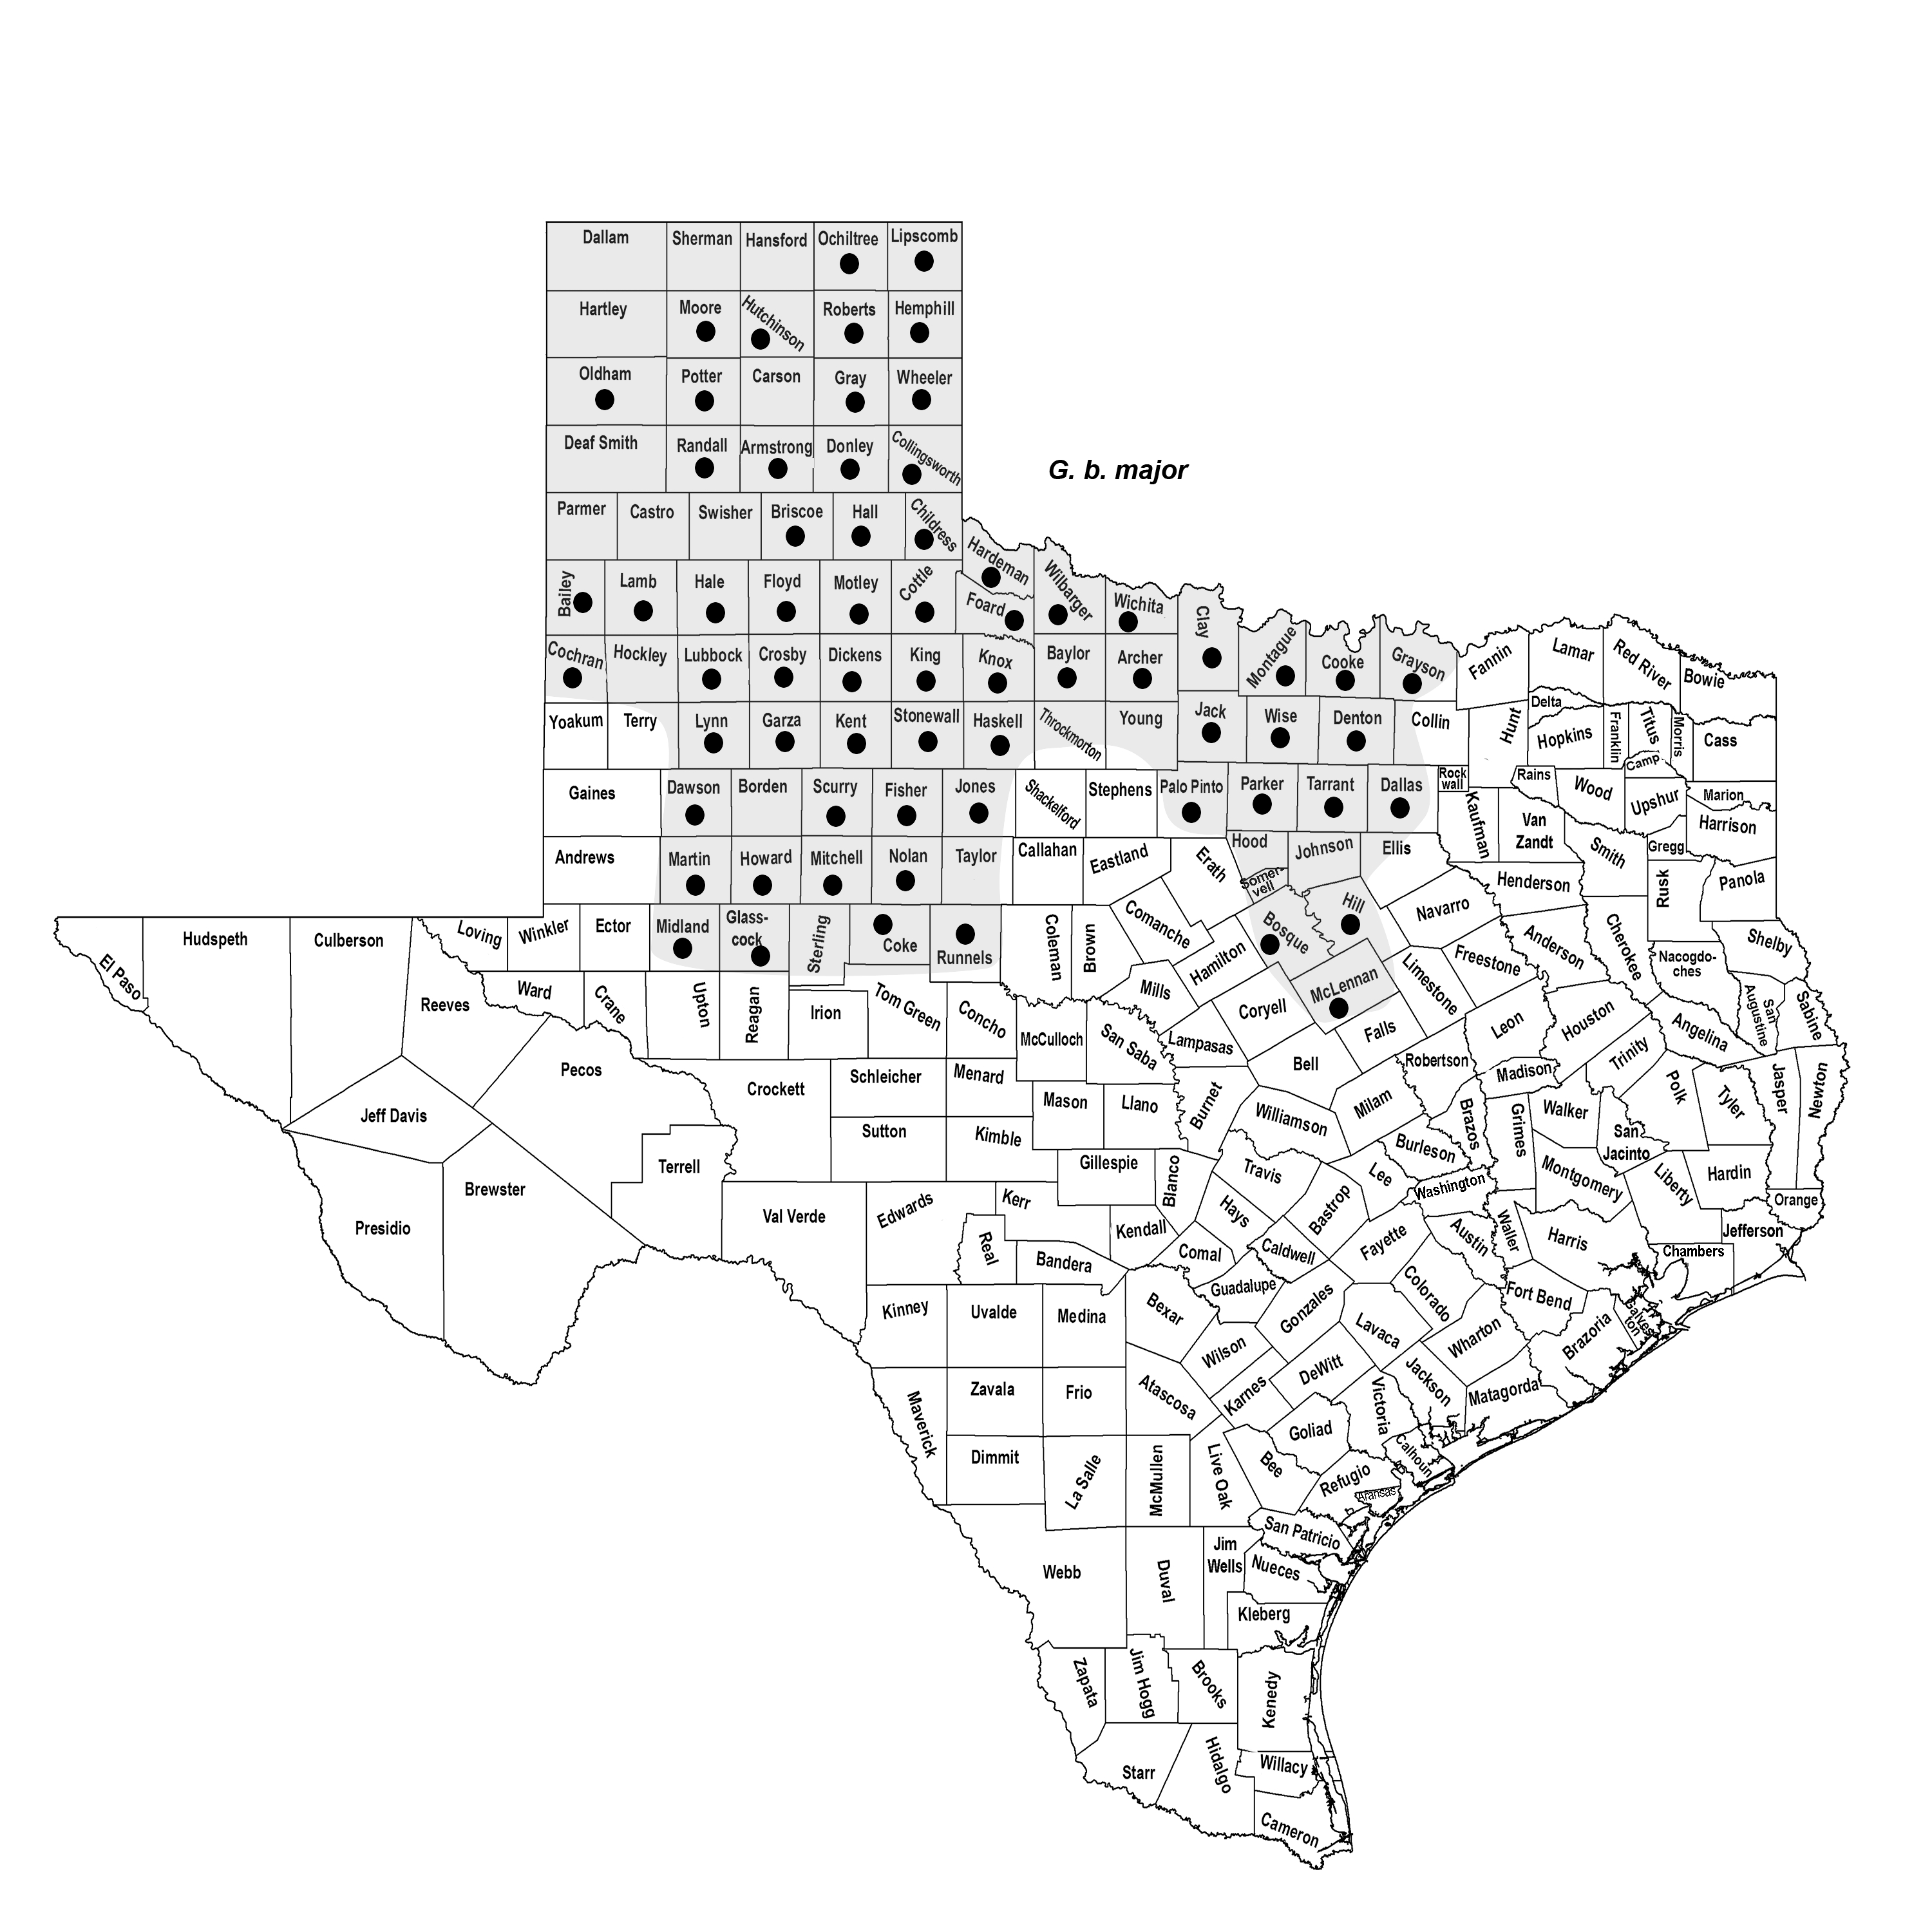 Dallam
Sherman
Hansford
Ochiltree
Lipscomb
Hartley
Moore
Hutchinson
Roberts
Hemphill
Oldham
Potter
Carson
Gray
Wheeler
Deaf Smith
Randall
Armstrong
Donley
Collingsworth
G. b. major
Parmer
Castro
Swisher
Briscoe
Hall
Childress
Hardeman
Bailey
Lamb
Hale
Floyd
Motley
Cottle
Foard
Wilbarger
Wichita
Clay
Montague
Cooke
Grayson
Fannin
Lamar
Red River
Bowie
Cochran
Hockley
Lubbock
Crosby
Dickens
King
Knox
Baylor
Archer
Yoakum
Terry
Lynn
Garza
Kent
Stonewall
Haskell
Throckmorton
Young
Jack
Wise
Denton
Collin
Hunt
Delta
Hopkins
Franklin
Titus
Morris
Cass
Camp
Gaines
Dawson
Borden
Scurry
Fisher
Jones
Shackelford
Stephens
Palo Pinto
Parker
Tarrant
Dallas
Rock
wall
Kaufman
Rains
Wood
Upshur
Marion
Harrison
Van
Zandt
Andrews
Martin
Howard
Mitchell
Nolan
Taylor
Callahan
Eastland
Erath
Hood
Somer-
vell
Johnson
Ellis
Henderson
Smith
Gregg
Rusk
Panola
Loving
Winkler
Ector
Midland
Glass-
cock
Sterling
Coke
Runnels
Coleman
Brown
Comanche
Hamilton
Bosque
Hill
Navarro
Anderson
Cherokee
Nacogdo-
ches
Shelby
El Paso
Hudspeth
Culberson
Reeves
Ward
Crane
Upton
Reagan
Irion
Tom Green
Concho
McCulloch
San Saba
Mills
Lampasas
Coryell
McLennan
Limestone
Freestone
Falls
Leon
Houston
Angelina
San
Augustine
Sabine
Jeff Davis
Pecos
Crockett
Schleicher
Menard
Mason
Llano
Burnet
Bell
Williamson
Milam
Robertson
Madison
Brazos
Grimes
Walker
Trinity
Polk
Tyler
Jasper
Newton
Presidio
Brewster
Terrell
Val Verde
Sutton
Kimble
Gillespie
Blanco
Travis
Lee
Burleson
Washington
San
Jacinto
Montgomery
Liberty
Hardin
Orange
Edwards
Kerr
Real
Kendall
Bandera
Hays
Comal
Caldwell
Bastrop
Fayette
Austin
Waller
Harris
Chambers
Jefferson
Kinney
Uvalde
Medina
Bexar
Guadalupe
Gonzales
Colorado
Fort Bend
Galves
ton
Brazoria
Wharton
Lavaca
Wilson
DeWitt
Jackson
Matagorda
Maverick
Zavala
Frio
Atascosa
Karnes
Goliad
Victoria
Calhoun
Dimmit
La Salle
McMullen
Live Oak
Bee
Refugio
Aransas
San Patricio
Webb
Duval
Jim
Wells
Nueces
Kleberg
Zapata
Jim Hogg
Brooks
Kenedy
Starr
Hidalgo
Willacy
Cameron